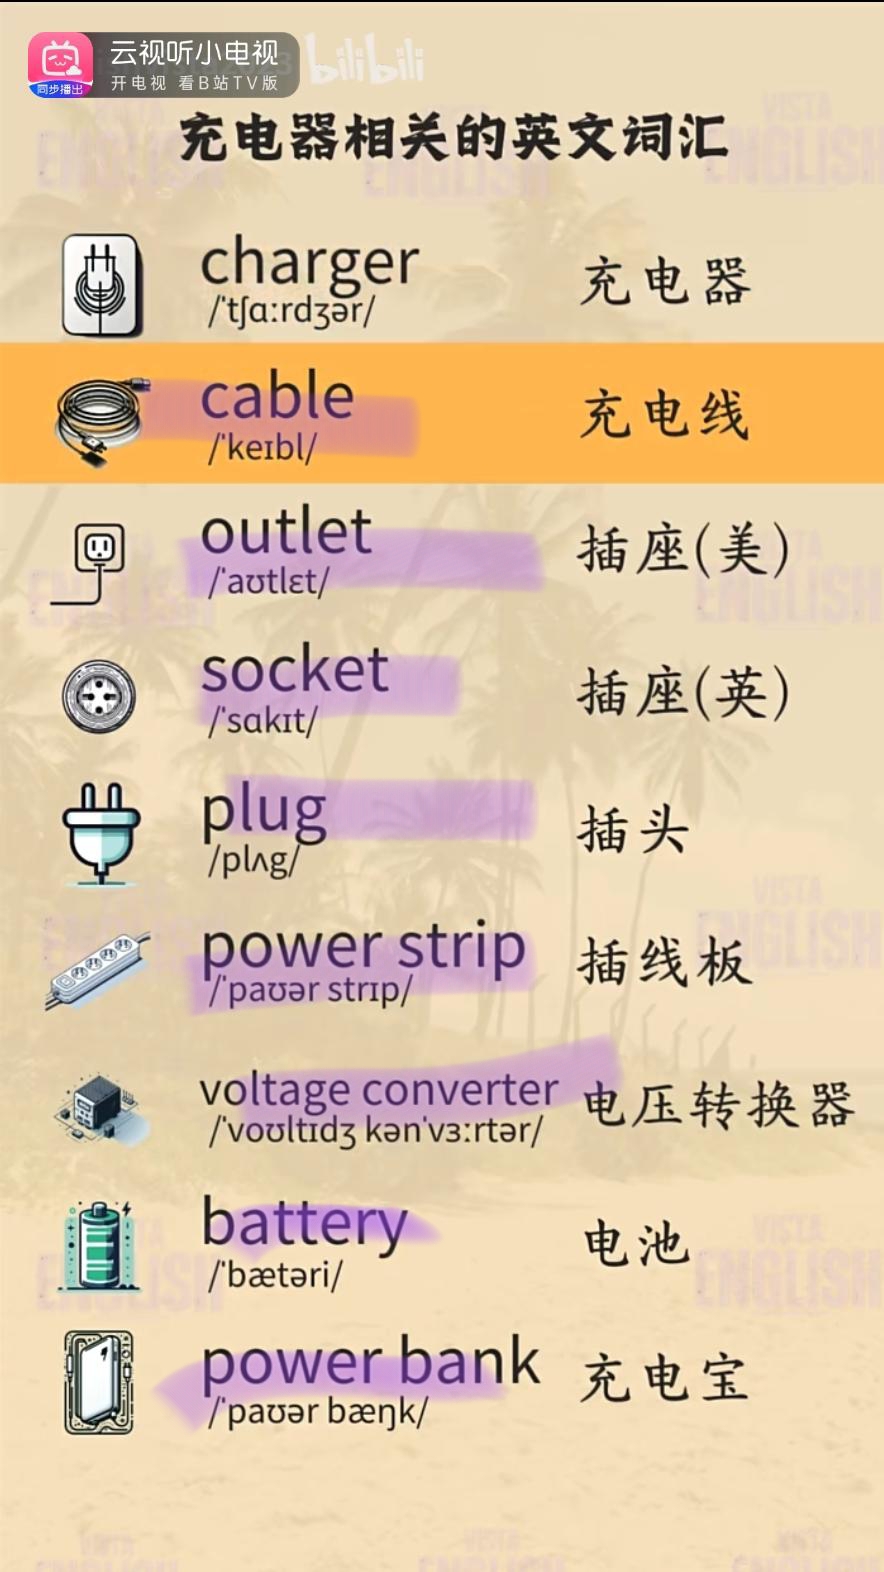 云视听小电视
开电视 看B站TV版
同步播出
bilibili
充电器相关的英文词汇
charger
/ˈtʃɑːrdʒər/
充电器
cable
/ˈkeɪbl/
充电线
outlet
/ˈaʊtlɛt/
插座(美)
socket
/ˈsɑkɪt/
插座(英)
plug
/plʌg/
插头
power strip
/ˈpaʊər strɪp/
插线板
voltage converter
/ˈvoʊltɪdʒ kənˈvɜːrtər/
电压转换器
battery
/ˈbætəri/
电池
power bank
/ˈpaʊər bæŋk/
充电宝
VISTA
ENGLISH